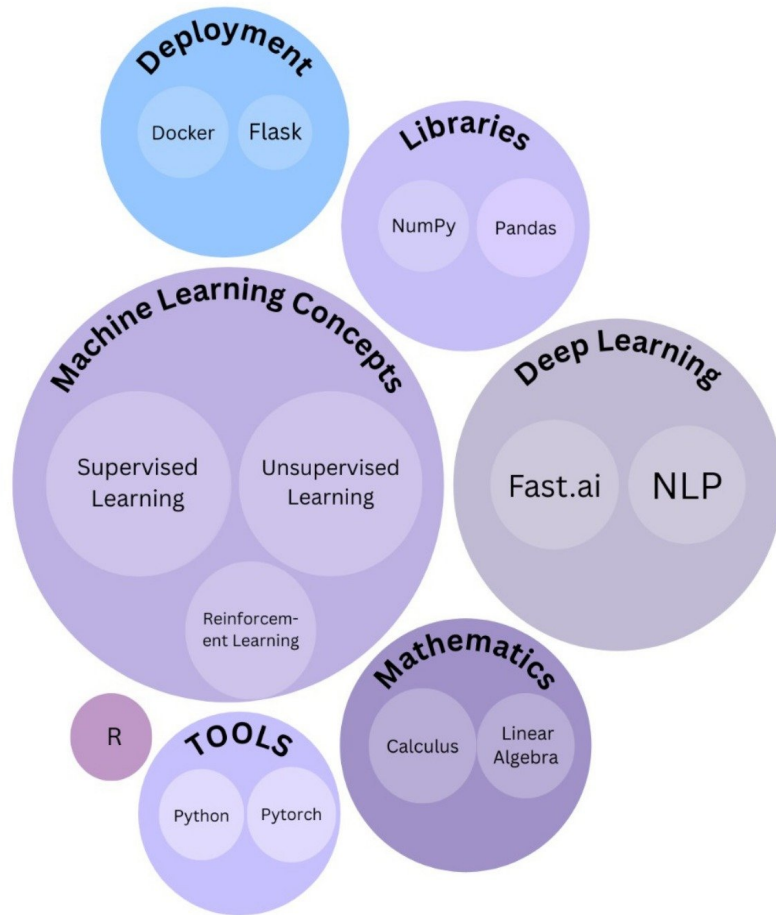 Deployment
Docker
Flask
Libraries
NumPy
Pandas
Machine Learning Concepts
Supervised
Learning
Unsupervised
Learning
Reinforcem-
ent Learning
Deep Learning
Fast.ai
NLP
Mathematics
Calculus
Linear
Algebra
R
TOOLS
Python
Pytorch